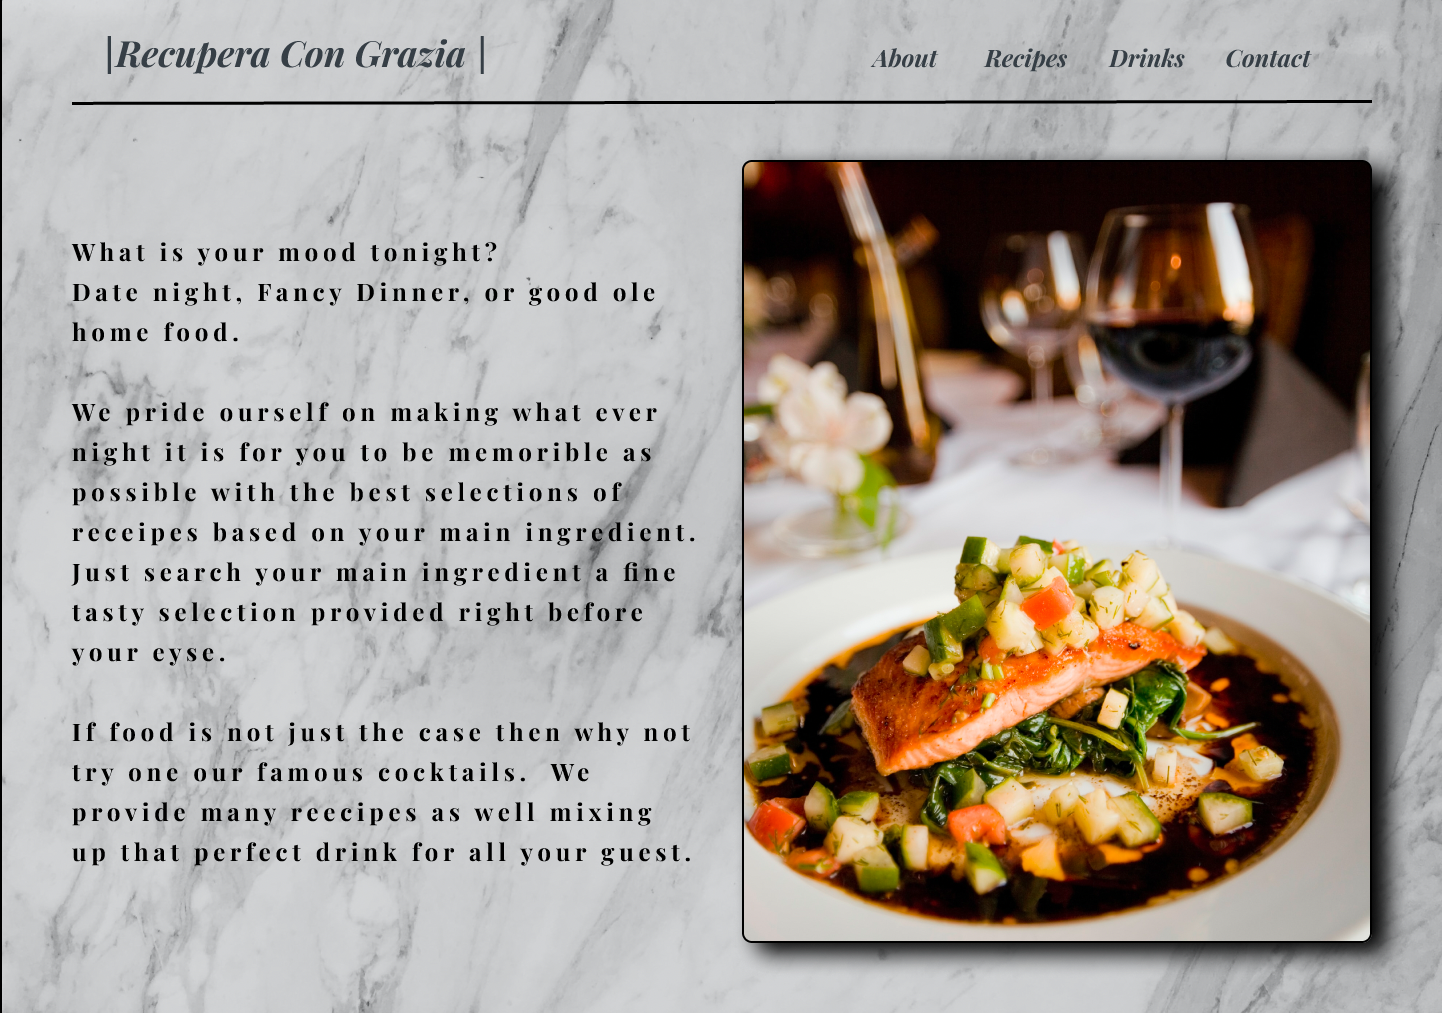 |Recupera Con Grazia |
About Recipes Drinks Contact
What is your mood tonight?
Date night, Fancy Dinner, or good ole
home food.
We pride ourself on making what ever
night it is for you to be memorible as
possible with the best selections of
receipes based on your main ingredient.
Just search your main ingredient a fine
tasty selection provided right before
your eyse.
If food is not just the case then why not
try one our famous cocktails.  We
provide many reecipes as well mixing
up that perfect drink for all your guest.